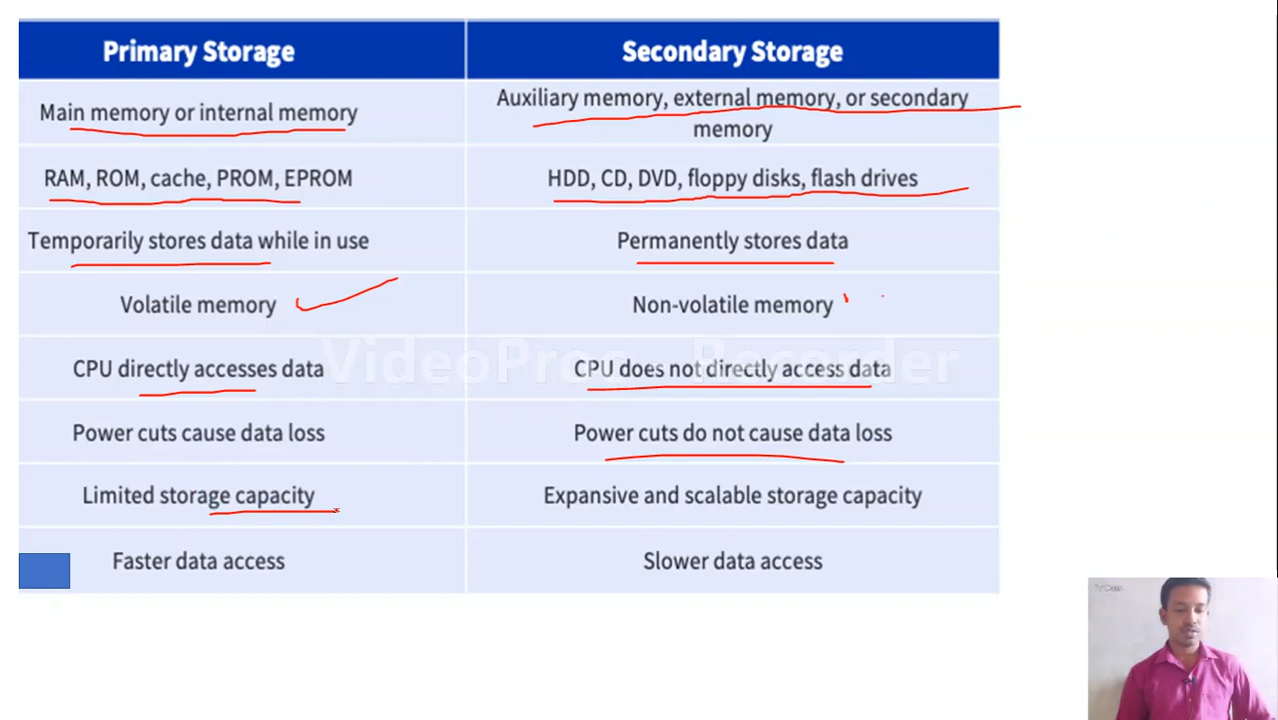 Primary Storage
Secondary Storage
Main memory or internal memory
Auxiliary memory, external memory, or secondary
memory
RAM, ROM, cache, PROM, EPROM
HDD, CD, DVD, floppy disks, flash drives
Temporarily stores data while in use
Permanently stores data
Volatile memory
Non-volatile memory
VideoProc Recorder
CPU directly accesses data
CPU does not directly access data
Power cuts cause data loss
Power cuts do not cause data loss
Limited storage capacity
Expansive and scalable storage capacity
Faster data access
Slower data access